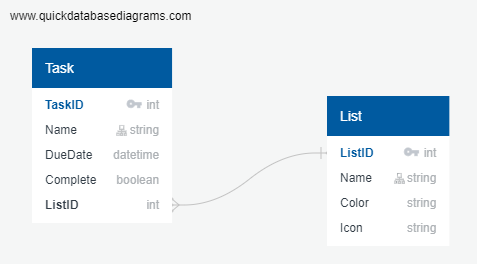 www.quickdatabasediagrams.com
Task
TaskID int
Name string
DueDate datetime
Complete boolean
ListID int
List
ListID int
Name string
Color string
Icon string